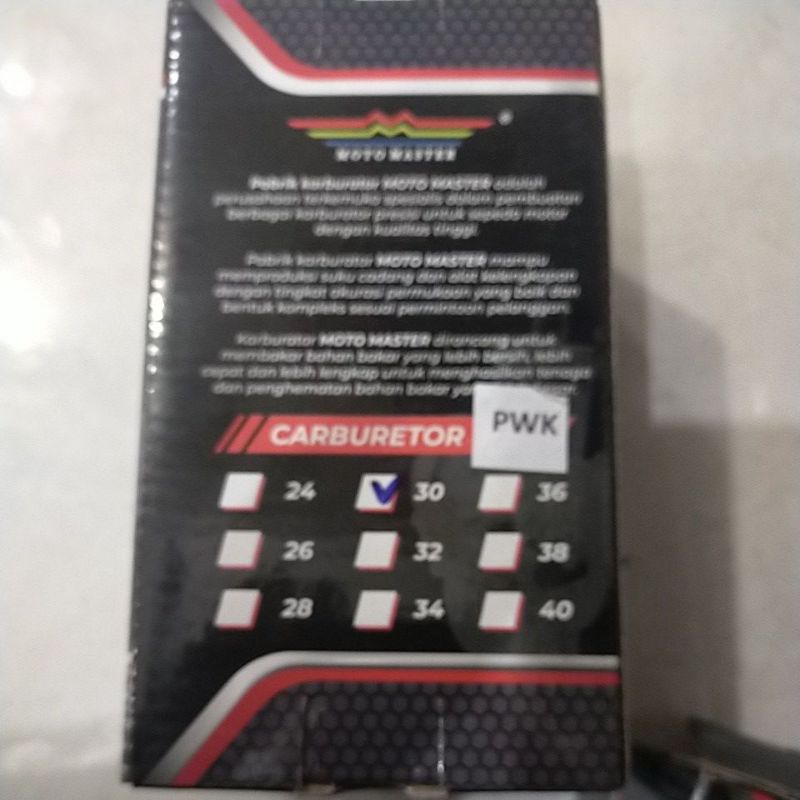 ®
MOTO MASTER
Pabrik karburator MOTO MASTER adalah
perusahaan terkemuka spesialis dalam pembuatan
berbagai karburator presisi untuk sepeda motor
dengan kualitas tinggi.
Pabrik karburator MOTO MASTER mampu
memproduksi suku cadang dan alat kelengkapan
dengan tingkat akurasi permukaan yang baik dan
bentuk kompleks sesuai permintaan pelanggan.
Karburator MOTO MASTER dirancang untuk
membakar bahan bakar yang lebih bersih, lebih
cepat dan lebih lengkap untuk menghasilkan tenaga
dan penghematan bahan bakar
CARBURETOR PWK
24 30 36
26 32 38
28 34 40